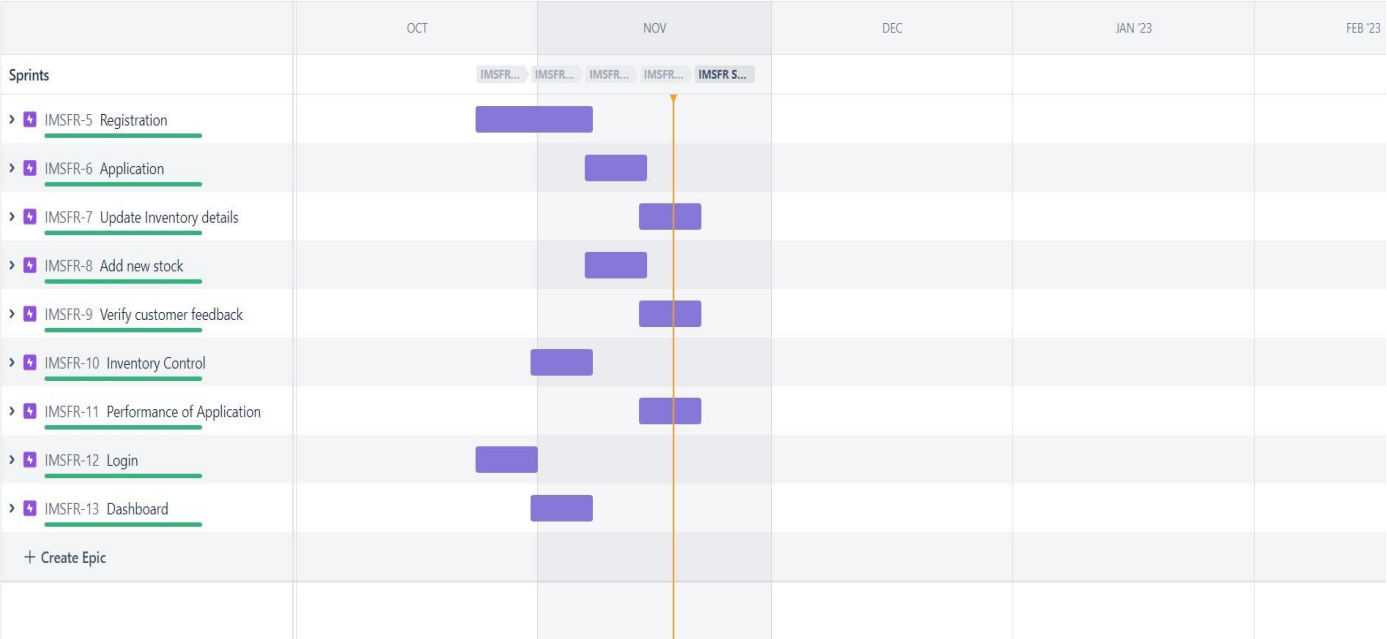 OCT NOV DEC JAN '23 FEB '23
Sprints IMSFR... IMSFR... IMSFR... IMSFR... IMSFR S...
IMSFR-5 Registration
IMSFR-6 Application
IMSFR-7 Update Inventory details
IMSFR-8 Add new stock
IMSFR-9 Verify customer feedback
IMSFR-10 Inventory Control
IMSFR-11 Performance of Application
IMSFR-12 Login
IMSFR-13 Dashboard
+ Create Epic